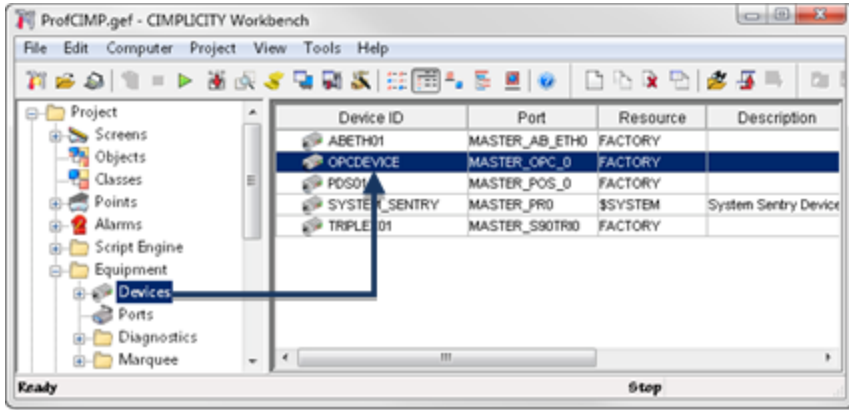 ProfCIMP.gef - CIMPLICITY Workbench
File Edit Computer Project View Tools Help
Project
Screens
Objects
Classes
Points
Alarms
Script Engine
Equipment
Devices
Ports
Diagnostics
Marquee
Device ID Port Resource Description
ABETH01 MASTER_AB_ETH0 FACTORY
OPCDEVICE MASTER_OPC_0 FACTORY
MASTER_POS_0 FACTORY
SYSTEM_SENTRY MASTER_PR0 $SYSTEM System Sentry Device
MASTER_S90TRI0 FACTORY
Ready Stop